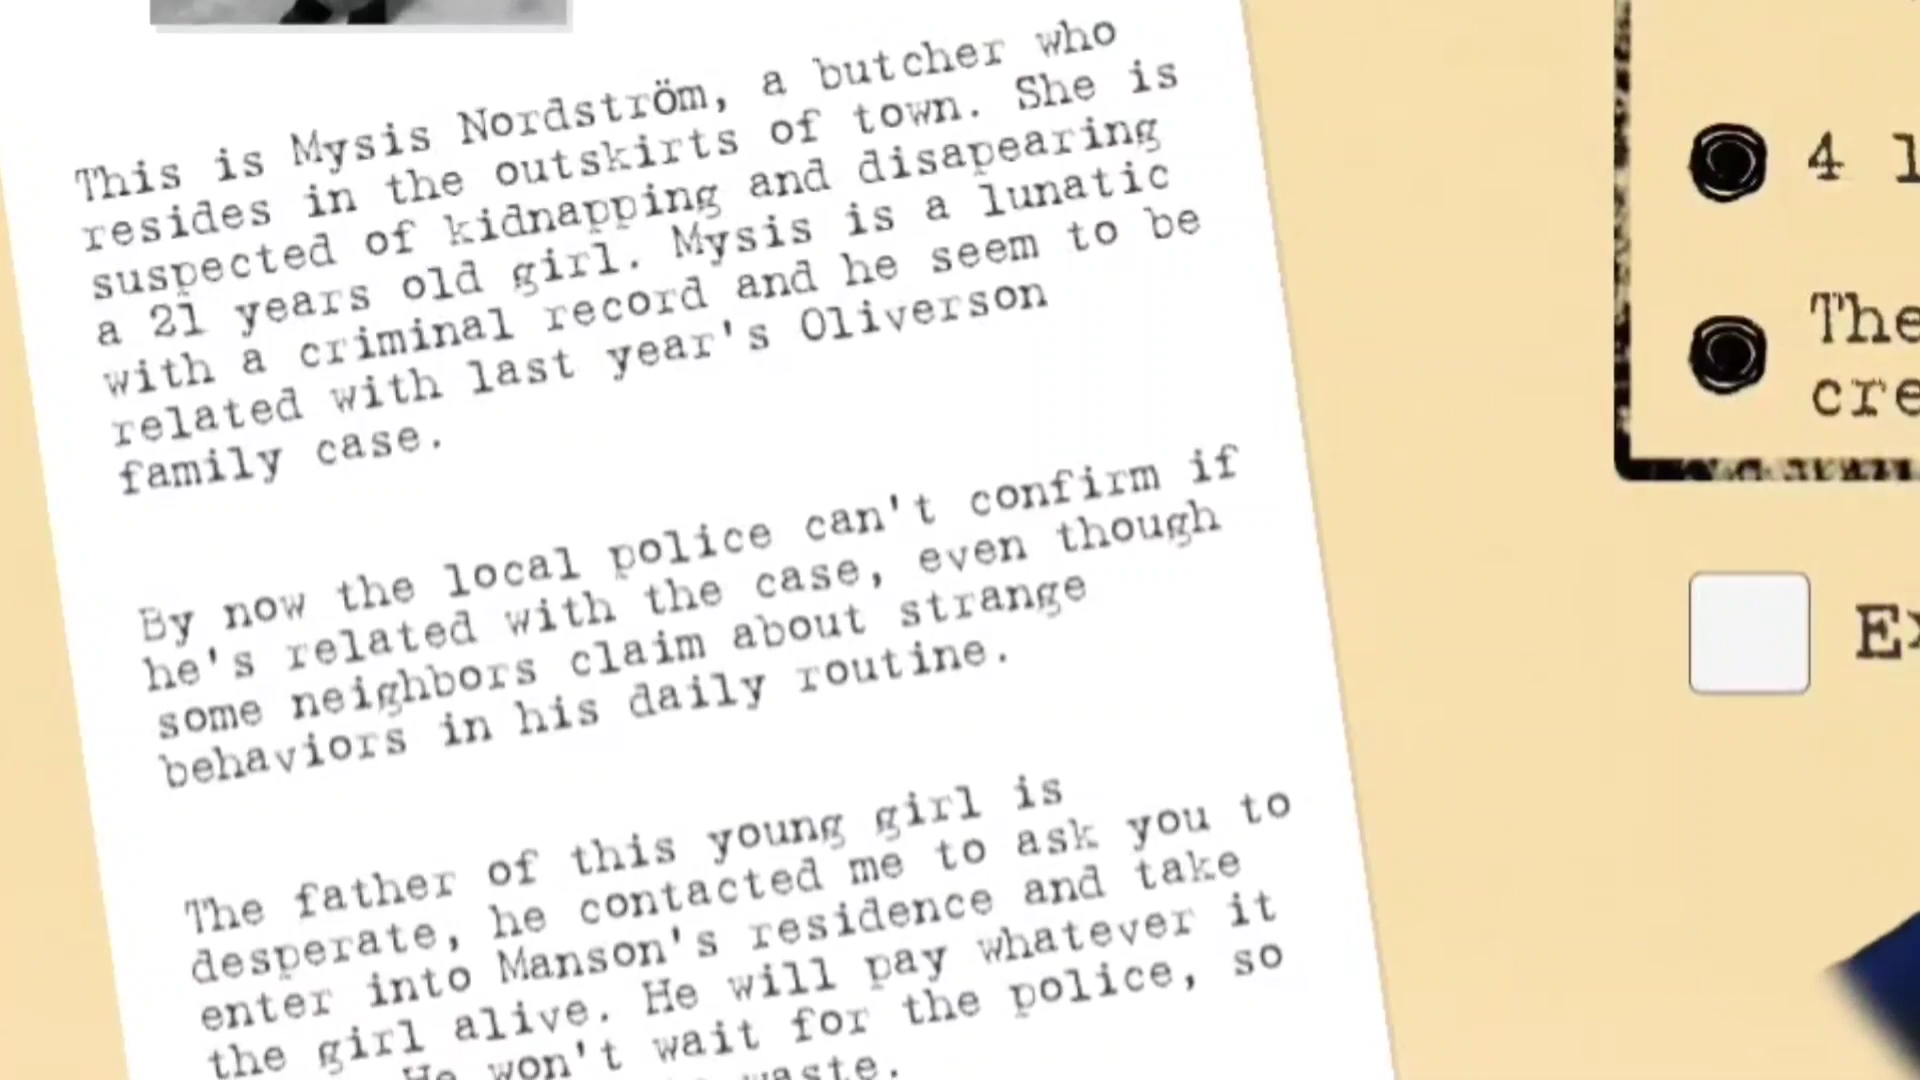 This is Mysis Nordström, a butcher who
resides in the outskirts of town. She is
suspected of kidnapping and disapearing
a 21 years old girl. Mysis is a lunatic
with a criminal record and he seem to be
related with last year's Oliverson
family case.
By now the local police can't confirm if
he's related with the case, even though
some neighbors claim about strange
behaviors in his daily routine.
The father of this young girl is
desperate, he contacted me to ask you to
enter into Manson's residence and take
the girl alive. He will pay whatever it
He won't wait for the police, so
waste.
4
The
cre